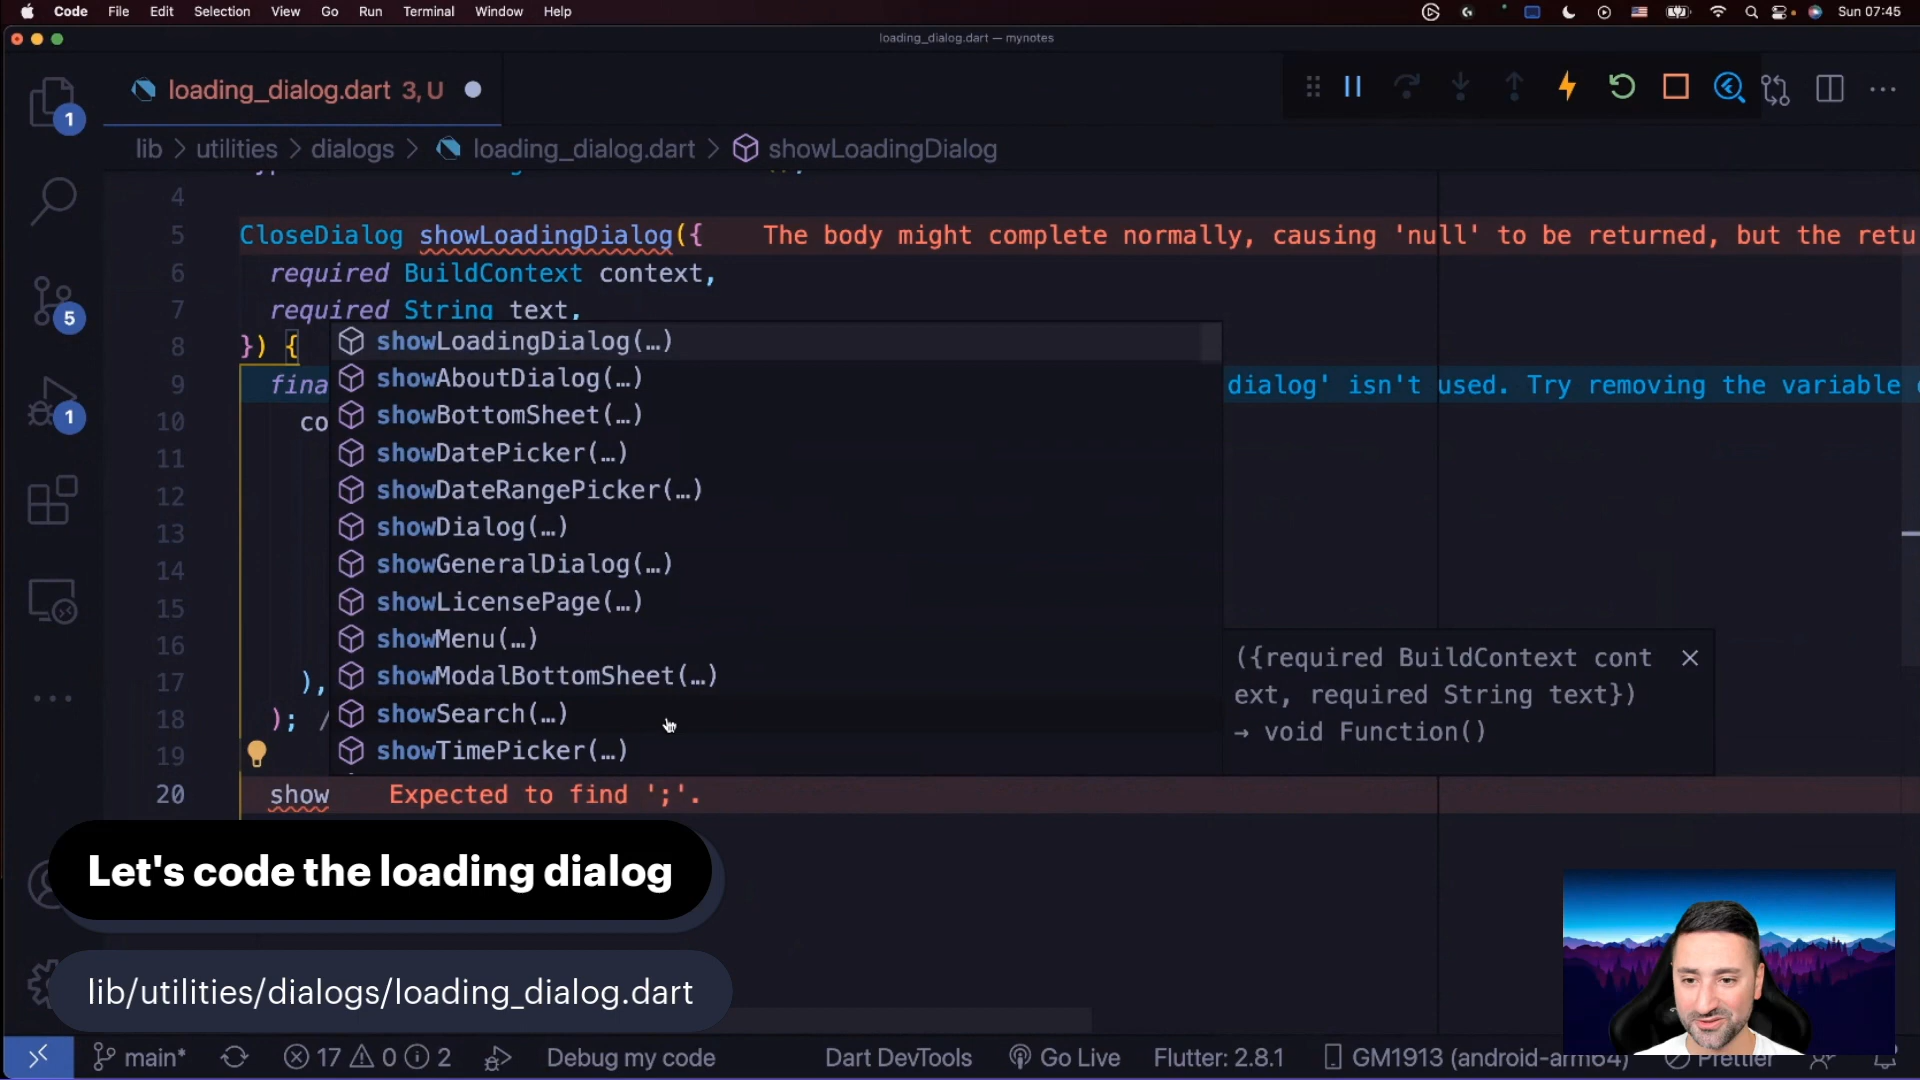 Code File Edit Selection View Go Run Terminal Window Help
Sun 07:45
loading_dialog.dart — mynotes
loading_dialog.dart 3, U
lib > utilities > dialogs > loading_dialog.dart > showLoadingDialog
4
5 CloseDialog showLoadingDialog({ The body might complete normally, causing 'null' to be returned, but the retu
6 required BuildContext context,
7 required String text,
8 }) {
9 fina
dialog' isn't used. Try removing the variable
10 co
11
12
13
14
15
16
17 ),
18 ); /
19
20 show Expected to find ';'.
showLoadingDialog(…)
showAboutDialog(…)
showBottomSheet(…)
showDatePicker(…)
showDateRangePicker(…)
showDialog(…)
showGeneralDialog(…)
showLicensePage(…)
showMenu(…)
showModalBottomSheet(…)
showSearch(…)
showTimePicker(…)
({required BuildContext cont
ext, required String text})
→ void Function()
1
5
1
Let's code the loading dialog
lib/utilities/dialogs/loading_dialog.dart
main* 17 0 2 Debug my code Dart DevTools Go Live Flutter: 2.8.1 GM1913 (android-arm64) Prettier